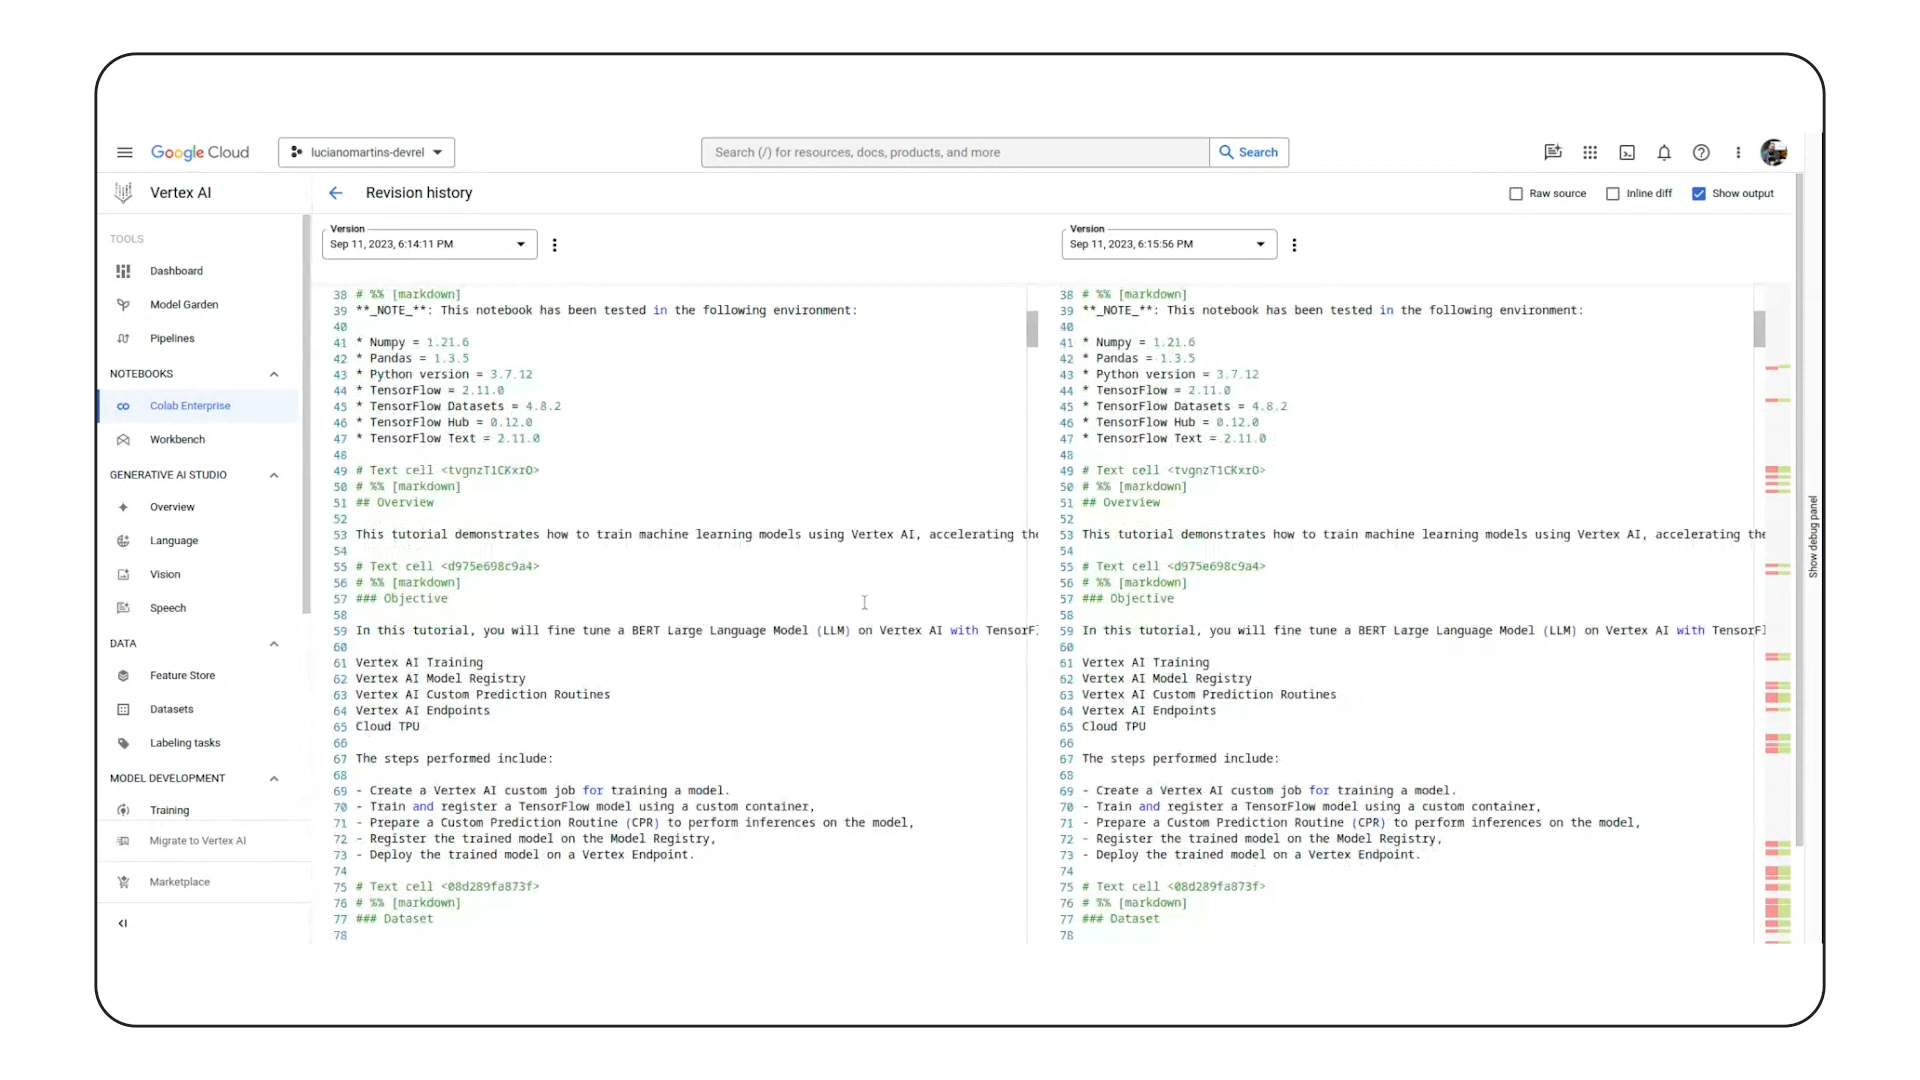 Google Cloud
lucianomartins-devrel
Search (/) for resources, docs, products, and more
Search
Vertex AI
Revision history
Raw source
Inline diff
Show output
TOOLS
Dashboard
Model Garden
Pipelines
NOTEBOOKS
Colab Enterprise
Workbench
GENERATIVE AI STUDIO
Overview
Language
Vision
Speech
DATA
Feature Store
Datasets
Labeling tasks
MODEL DEVELOPMENT
Training
Migrate to Vertex AI
Marketplace
Version
Sep 11, 2023, 6:14:11 PM
38 # %% [markdown]
39 **_NOTE_**: This notebook has been tested in the following environment:
40
41 * Numpy = 1.21.6
42 * Pandas = 1.3.5
43 * Python version = 3.7.12
44 * TensorFlow = 2.11.0
45 * TensorFlow Datasets = 4.8.2
46 * TensorFlow Hub = 0.12.0
47 * TensorFlow Text = 2.11.0
48
49 # Text cell <tvgnzT1CKxrO>
50 # %% [markdown]
51 ## Overview
52
53 This tutorial demonstrates how to train machine learning models using Vertex AI, accelerating the
54
55 # Text cell <d975e698c9a4>
56 # %% [markdown]
57 ### Objective
58
59 In this tutorial, you will fine tune a BERT Large Language Model (LLM) on Vertex AI with TensorF
60
61 Vertex AI Training
62 Vertex AI Model Registry
63 Vertex AI Custom Prediction Routines
64 Vertex AI Endpoints
65 Cloud TPU
66
67 The steps performed include:
68
69 - Create a Vertex AI custom job for training a model.
70 - Train and register a TensorFlow model using a custom container,
71 - Prepare a Custom Prediction Routine (CPR) to perform inferences on the model,
72 - Register the trained model on the Model Registry,
73 - Deploy the trained model on a Vertex Endpoint.
74
75 # Text cell <08d289fa873f>
76 # %% [markdown]
77 ### Dataset
78
Version
Sep 11, 2023, 6:15:56 PM
38 # %% [markdown]
39 **_NOTE_**: This notebook has been tested in the following environment:
40
41 * Numpy = 1.21.6
42 * Pandas = 1.3.5
43 * Python version = 3.7.12
44 * TensorFlow = 2.11.0
45 * TensorFlow Datasets = 4.8.2
46 * TensorFlow Hub = 0.12.0
47 * TensorFlow Text = 2.11.0
48
49 # Text cell <tvgnzT1CKxrO>
50 # %% [markdown]
51 ## Overview
52
53 This tutorial demonstrates how to train machine learning models using Vertex AI, accelerating the
54
55 # Text cell <d975e698c9a4>
56 # %% [markdown]
57 ### Objective
58
59 In this tutorial, you will fine tune a BERT Large Language Model (LLM) on Vertex AI with TensorFl
60
61 Vertex AI Training
62 Vertex AI Model Registry
63 Vertex AI Custom Prediction Routines
64 Vertex AI Endpoints
65 Cloud TPU
66
67 The steps performed include:
68
69 - Create a Vertex AI custom job for training a model.
70 - Train and register a TensorFlow model using a custom container,
71 - Prepare a Custom Prediction Routine (CPR) to perform inferences on the model,
72 - Register the trained model on the Model Registry,
73 - Deploy the trained model on a Vertex Endpoint.
74
75 # Text cell <08d289fa873f>
76 # %% [markdown]
77 ### Dataset
78
Show debug panel